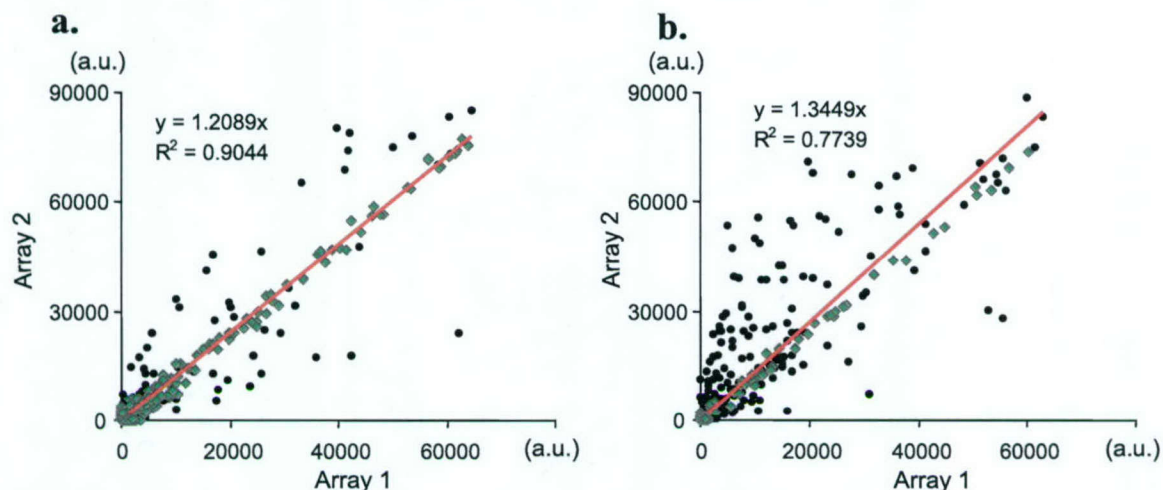 a.
(a.u.)
90000
y = 1.2089x
R² = 0.9044
60000
Array 2
30000
0
0 20000 40000 60000 (a.u.)
Array 1
b.
(a.u.)
90000
y = 1.3449x
R² = 0.7739
60000
Array 2
30000
0
0 20000 40000 60000 (a.u.)
Array 1